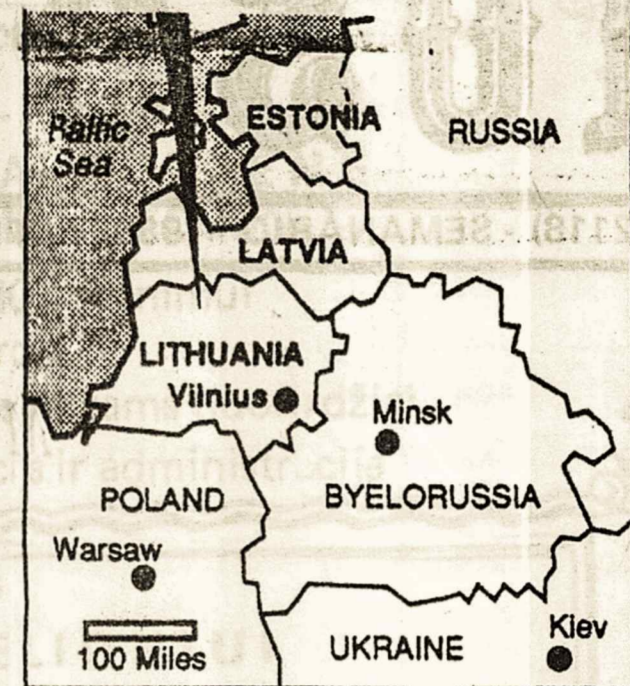 Baltic
Sea
ESTONIA
RUSSIA
LATVIA
LITHUANIA
Vilnius
Minsk
BYELORUSSIA
POLAND
Warsaw
100 Miles
UKRAINE
Kiev